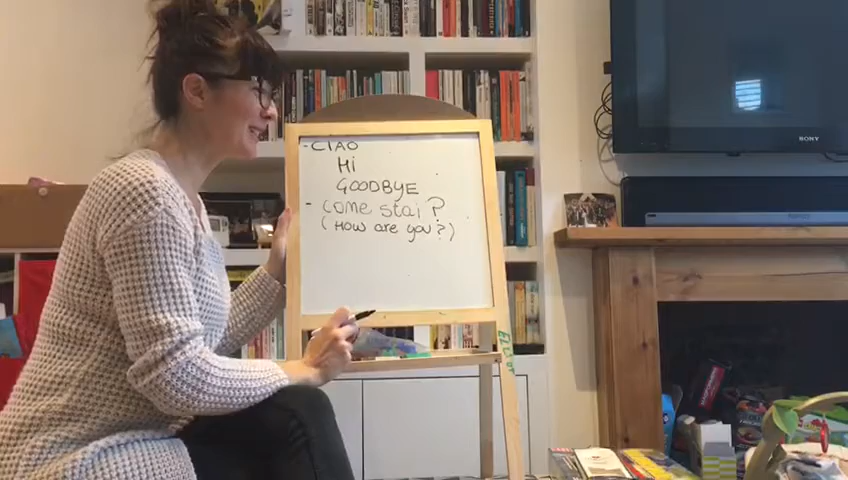 - CIAO
HI
GOODBYE
- Come stai ?
(How are you?)
SONY